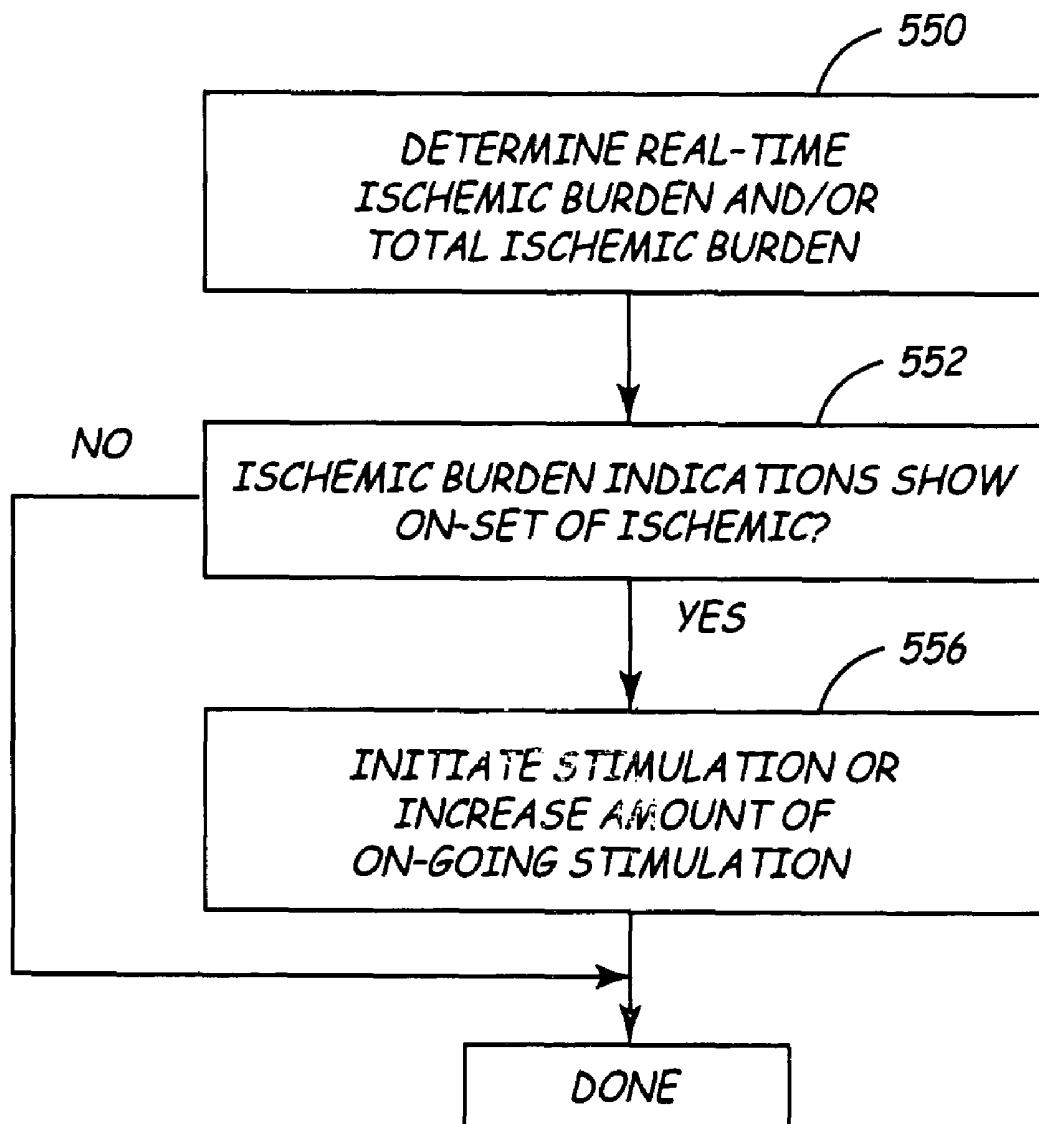 550
DETERMINE REAL-TIME
ISCHEMIC BURDEN AND/OR
TOTAL ISCHEMIC BURDEN
552
NO
ISCHEMIC BURDEN INDICATIONS SHOW
ON-SET OF ISCHEMIC?
YES
556
INITIATE STIMULATION OR
INCREASE AMOUNT OF
ON-GOING STIMULATION
DONE